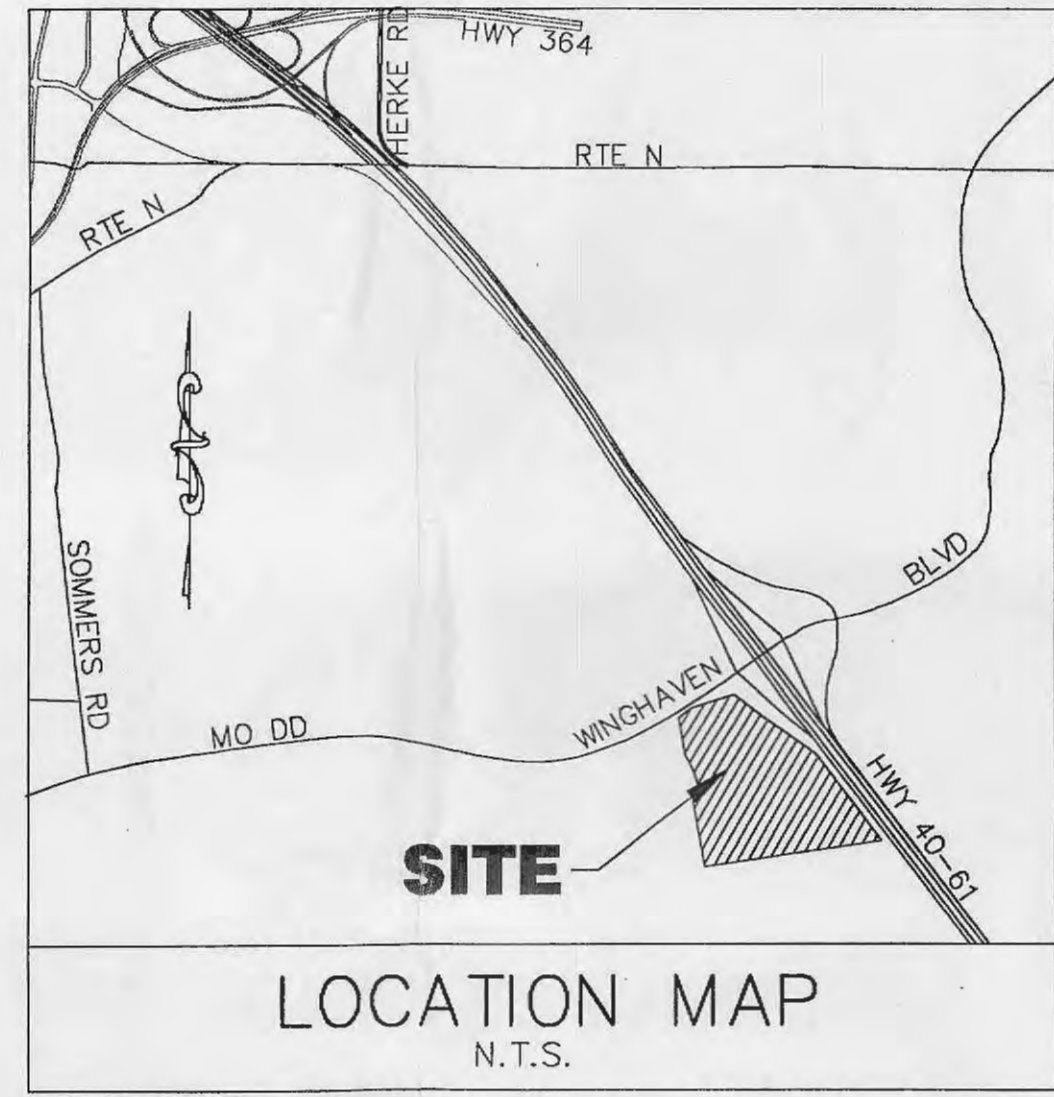 HWY 364
HERKE RD
RTE N
RTE N
SOMMERS RD
BLVD
WINGHAVEN
MO DD
HWY 40-61
SITE
LOCATION MAP
N.T.S.